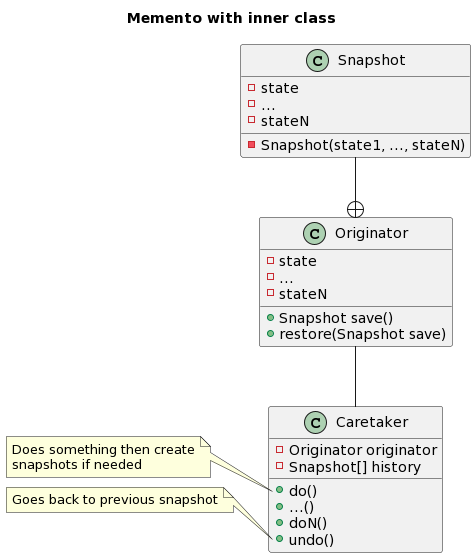 Memento with inner class
C Snapshot
state
...
stateN
Snapshot(state1, ..., stateN)
C Originator
state
...
stateN
Snapshot save()
restore(Snapshot save)
C Caretaker
Originator originator
Snapshot[] history
Does something then create
snapshots if needed
Goes back to previous snapshot
do()
...()
doN()
undo()